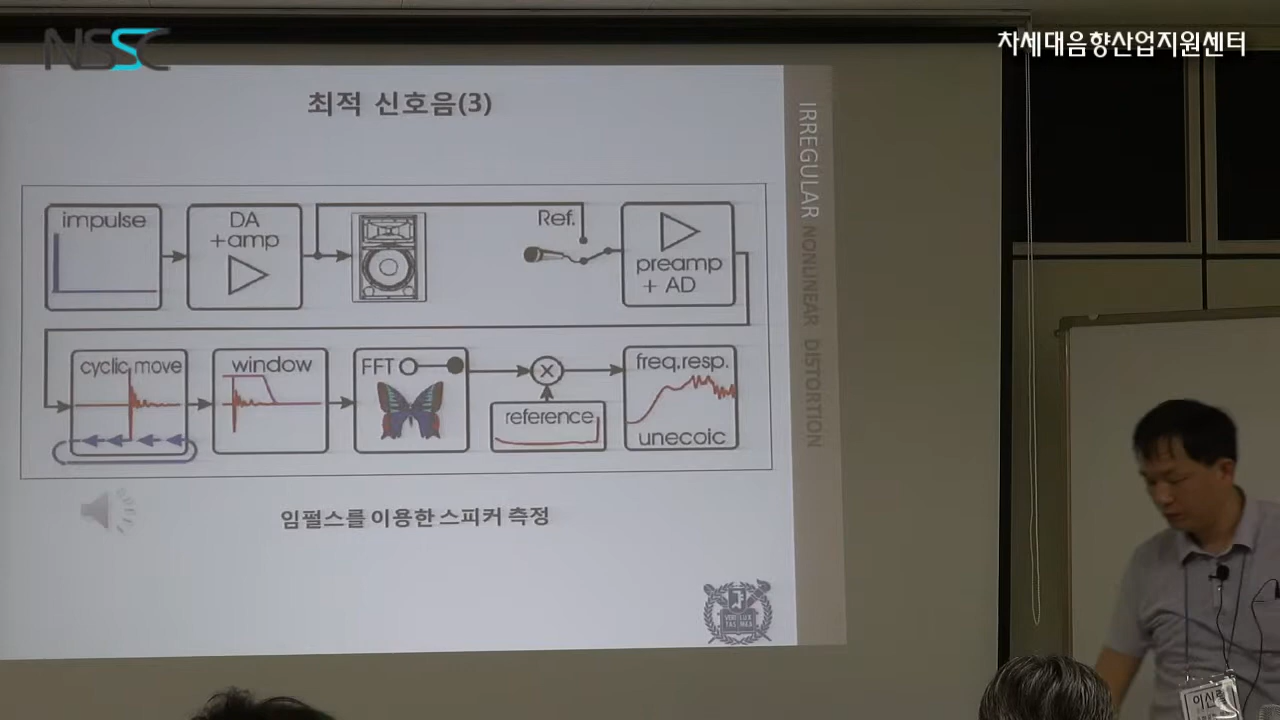 NSSC
차세대음향산업지원센터
최적 신호음(3)
IRREGULAR NONLINEAR DISTORTION
impulse
DA
+amp
Ref.
preamp
+ AD
cyclic move
window
FFT
x
reference
freq.resp.
unecoic
임펄스를 이용한 스피커 측정